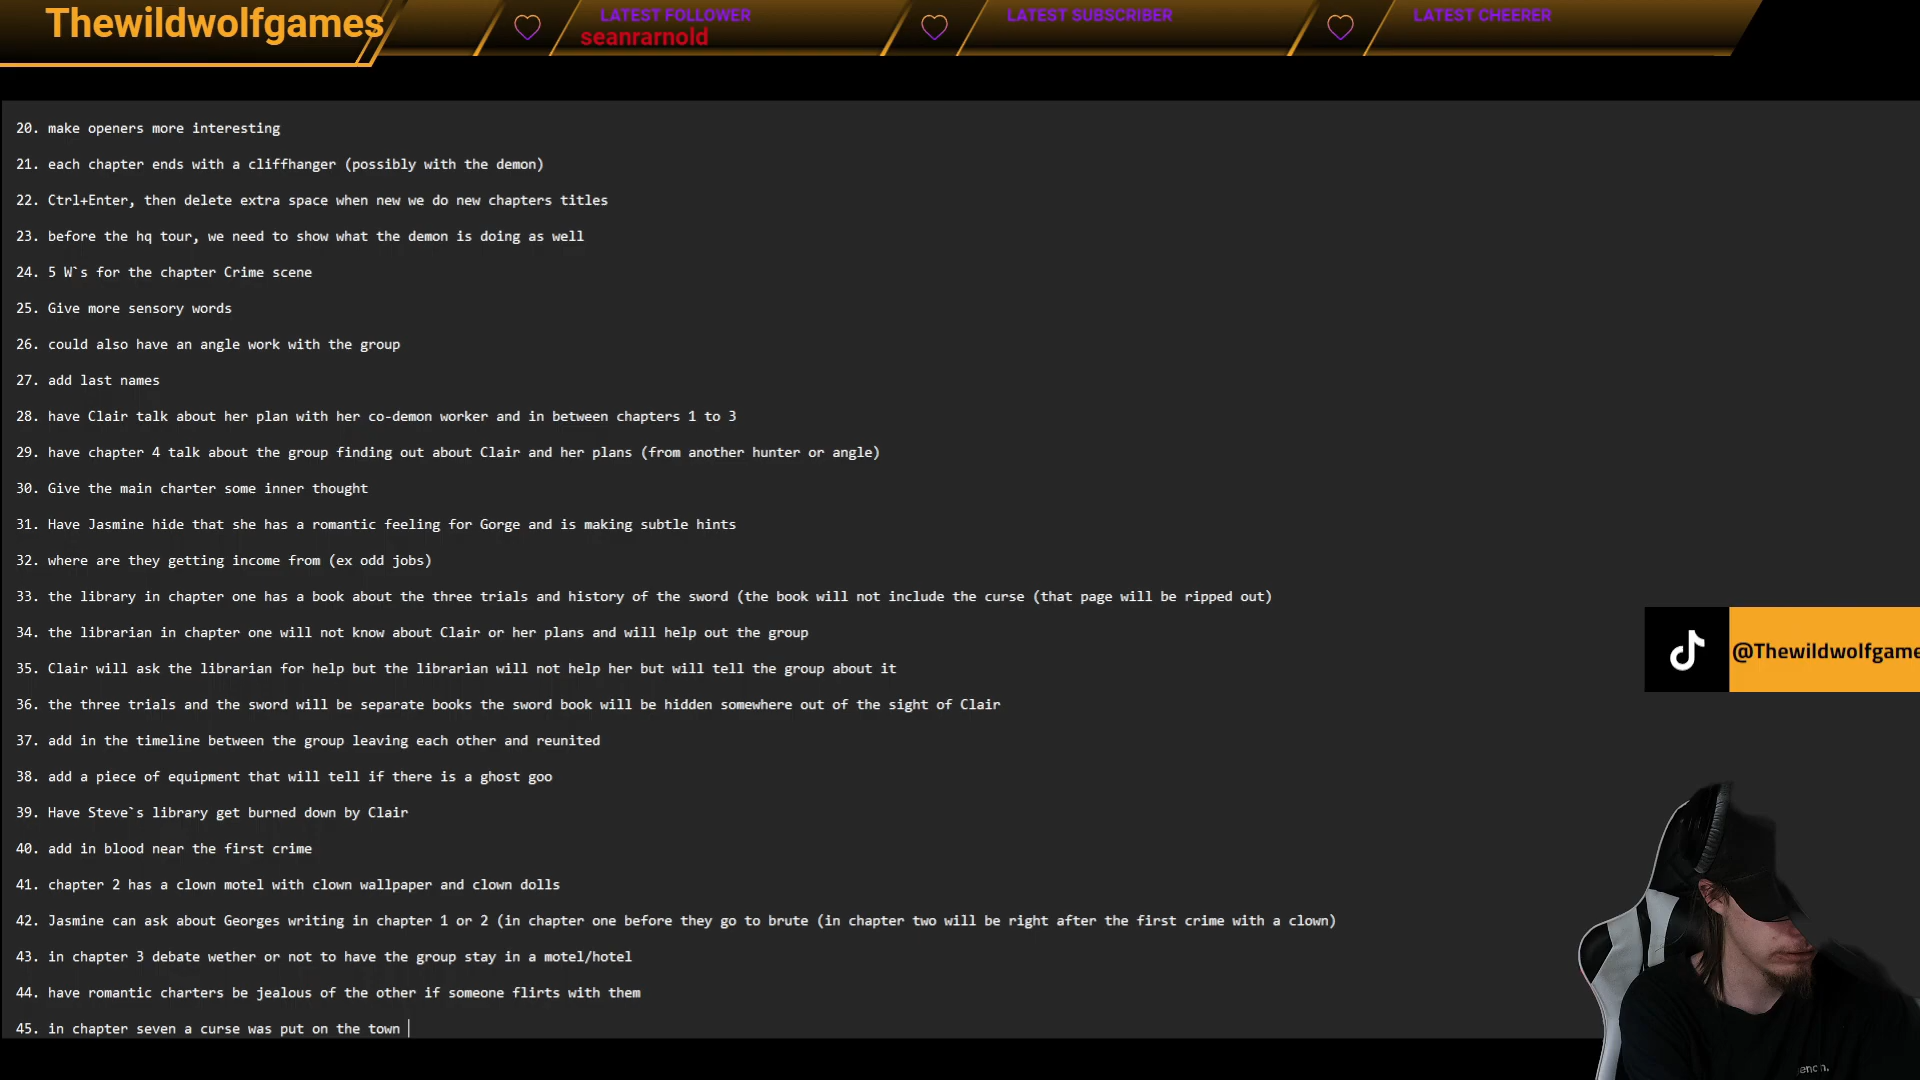 Thewildwolfgames
LATEST FOLLOWER
seanrarnold
LATEST SUBSCRIBER
LATEST CHEERER
20. make openers more interesting
21. each chapter ends with a cliffhanger (possibly with the demon)
22. Ctrl+Enter, then delete extra space when new we do new chapters titles
23. before the hq tour, we need to show what the demon is doing as well
24. 5 W`s for the chapter Crime scene
25. Give more sensory words
26. could also have an angle work with the group
27. add last names
28. have Clair talk about her plan with her co-demon worker and in between chapters 1 to 3
29. have chapter 4 talk about the group finding out about Clair and her plans (from another hunter or angle)
30. Give the main charter some inner thought
31. Have Jasmine hide that she has a romantic feeling for Gorge and is making subtle hints
32. where are they getting income from (ex odd jobs)
33. the library in chapter one has a book about the three trials and history of the sword (the book will not include the curse (that page will be ripped out)
34. the librarian in chapter one will not know about Clair or her plans and will help out the group
35. Clair will ask the librarian for help but the librarian will not help her but will tell the group about it
36. the three trials and the sword will be separate books the sword book will be hidden somewhere out of the sight of Clair
37. add in the timeline between the group leaving each other and reunited
38. add a piece of equipment that will tell if there is a ghost goo
39. Have Steve`s library get burned down by Clair
40. add in blood near the first crime
41. chapter 2 has a clown motel with clown wallpaper and clown dolls
42. Jasmine can ask about Georges writing in chapter 1 or 2 (in chapter one before they go to brute (in chapter two will be right after the first crime with a clown)
43. in chapter 3 debate wether or not to have the group stay in a motel/hotel
44. have romantic charters be jealous of the other if someone flirts with them
45. in chapter seven a curse was put on the town
@Thewildwolfgame